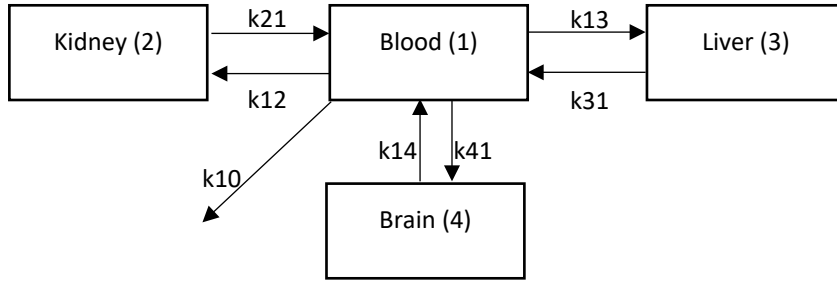 k21
k13
Kidney (2)
Blood (1)
Liver (3)
k12
k31
k14
k41
k10
Brain (4)